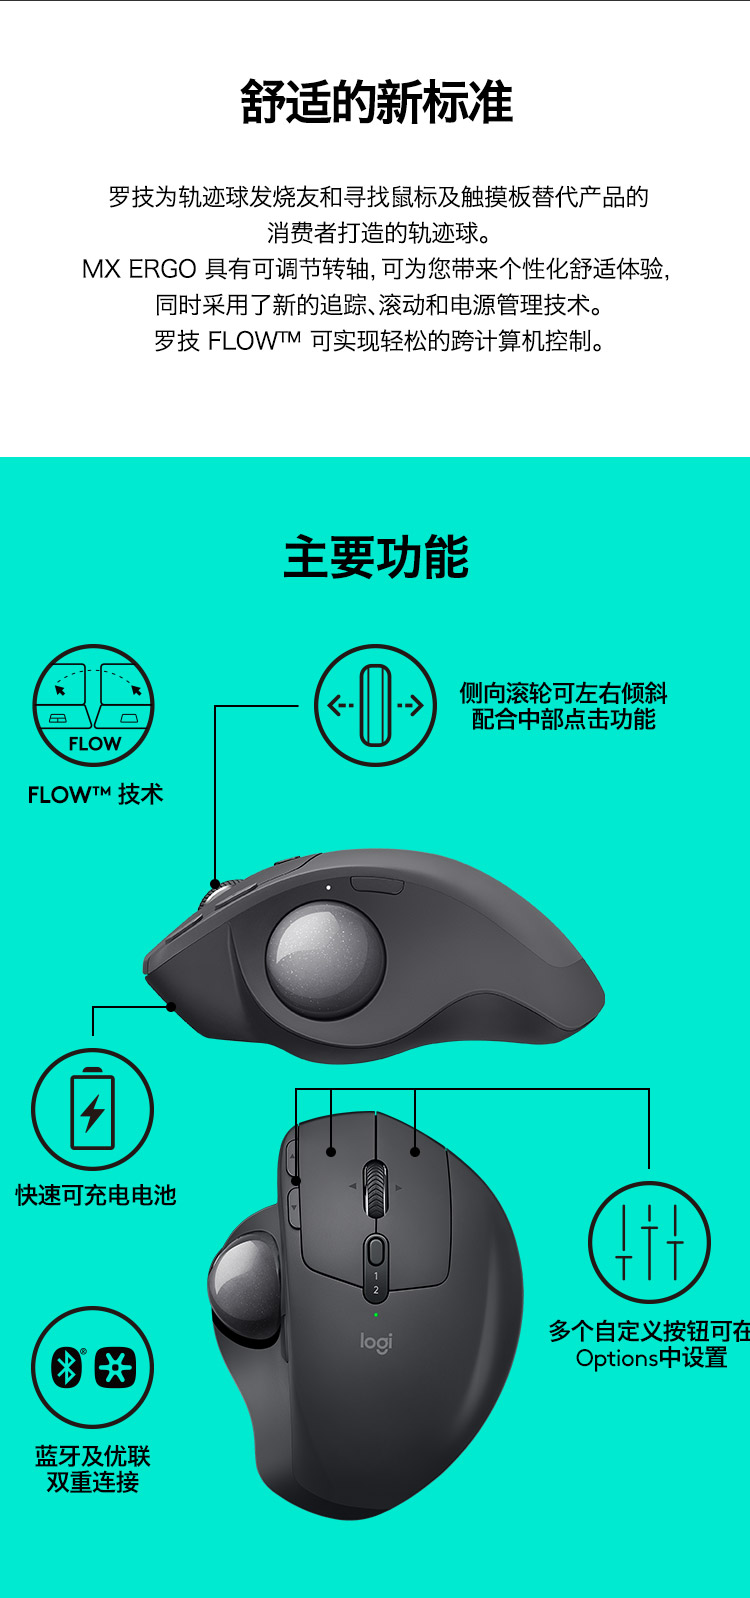 舒适的新标准
罗技为轨迹球发烧友和寻找鼠标及触摸板替代产品的
消费者打造的轨迹球。
MX ERGO 具有可调节转轴, 可为您带来个性化舒适体验,
同时采用了新的追踪、滚动和电源管理技术。
罗技 FLOW™ 可实现轻松的跨计算机控制。
主要功能
FLOW
FLOW™ 技术
侧向滚轮可左右倾斜
配合中部点击功能
快速可充电电池
1
2
logi
多个自定义按钮可在
Options中设置
®
蓝牙及优联
双重连接